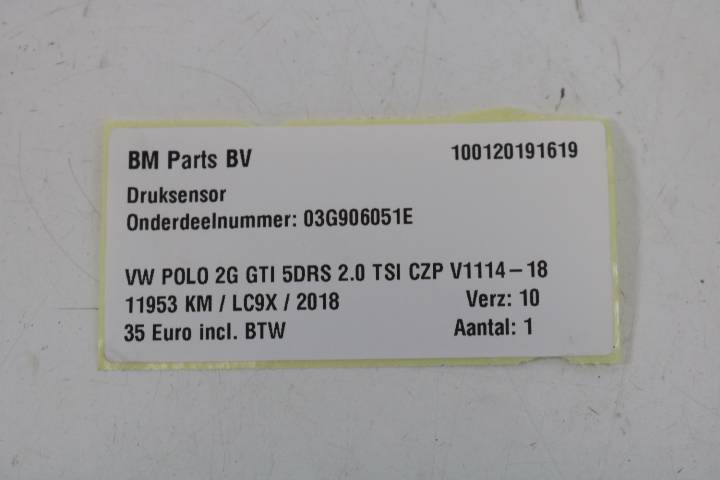 BM Parts BV 100120191619
Druksensor
Onderdeelnummer: 03G906051E
VW POLO 2G GTI 5DRS 2.0 TSI CZP V1114-18
11953 KM / LC9X / 2018 Verz: 10
35 Euro incl. BTW Aantal: 1